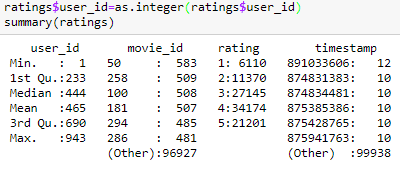 ratings$user_id=as.integer(ratings$user_id)
summary(ratings)
user_id movie_id rating timestamp
Min. : 1 50 : 583 1: 6110 891033606: 12
1st Qu.:233 258 : 509 2:11370 874831383: 10
Median :444 100 : 508 3:27145 874834481: 10
Mean :465 181 : 507 4:34174 875385386: 10
3rd Qu.:690 294 : 485 5:21201 875428765: 10
Max. :943 286 : 481 875941763: 10
(Other):96927 (Other) :99938